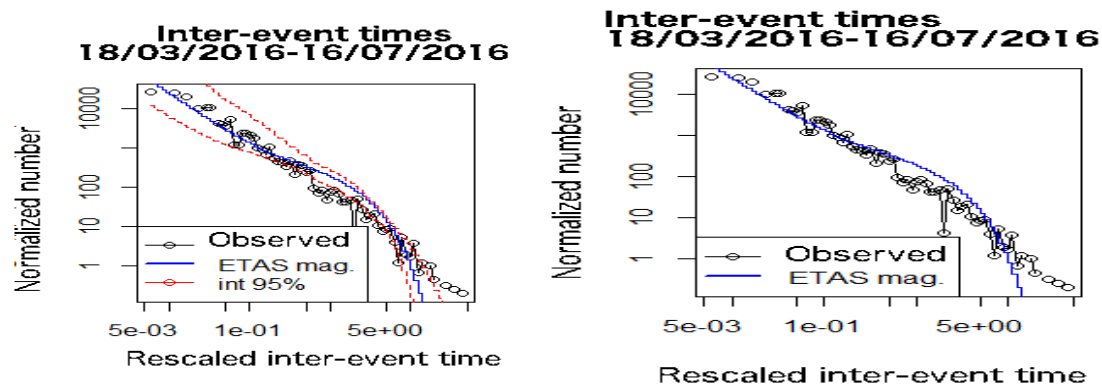 Inter-event times
18/03/2016-16/07/2016
Normalized number
10000
100
10
1
Observed
ETAS mag.
int 95%
5e-03
1e-01
5e+00
Rescaled inter-event time
Inter-event times
18/03/2016-16/07/2016
Normalized number
10000
100
10
1
Observed
ETAS mag.
5e-03
1e-01
5e+00
Rescaled inter-event time